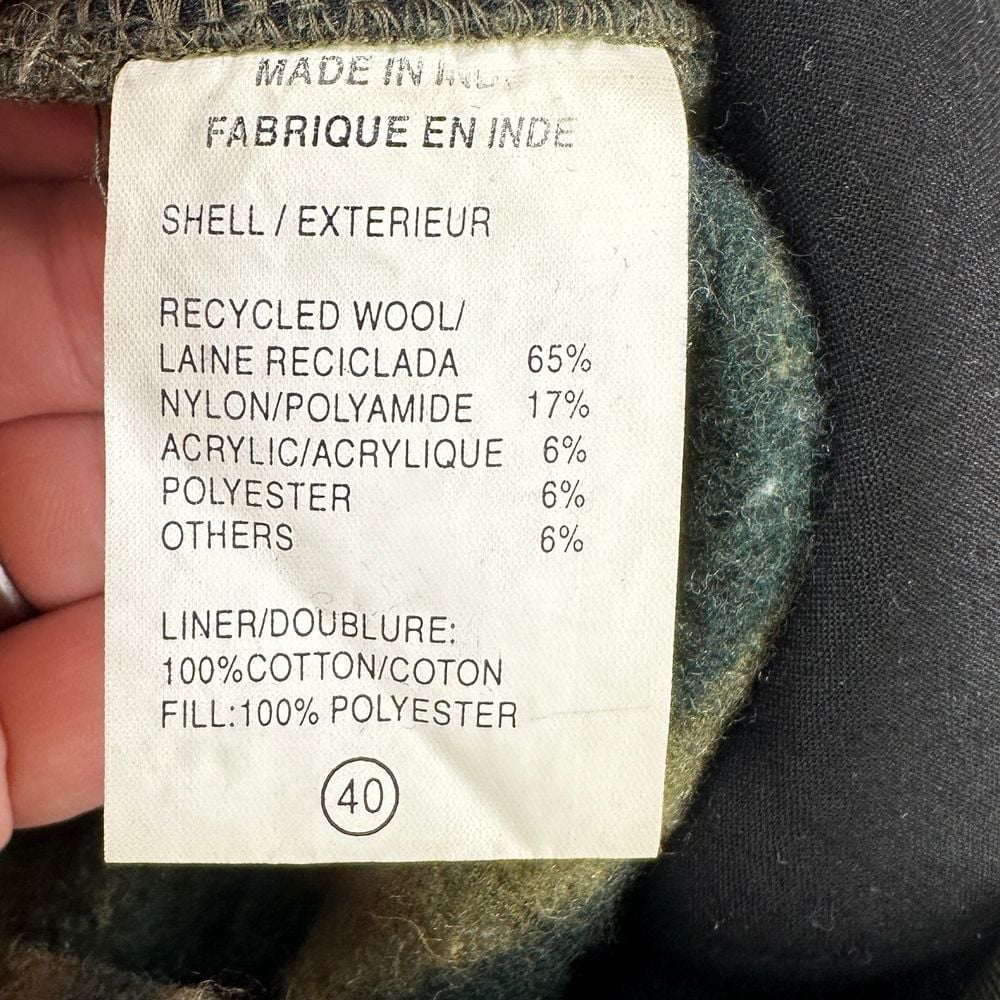 MADE IN
FABRIQUE EN INDE
SHELL / EXTERIEUR
RECYCLED WOOL/
LAINE RECICLADA 65%
NYLON/POLYAMIDE 17%
ACRYLIC/ACRYLIQUE 6%
POLYESTER 6%
OTHERS 6%
LINER/DOUBLURE:
100%COTTON/COTON
FILL:100% POLYESTER
40